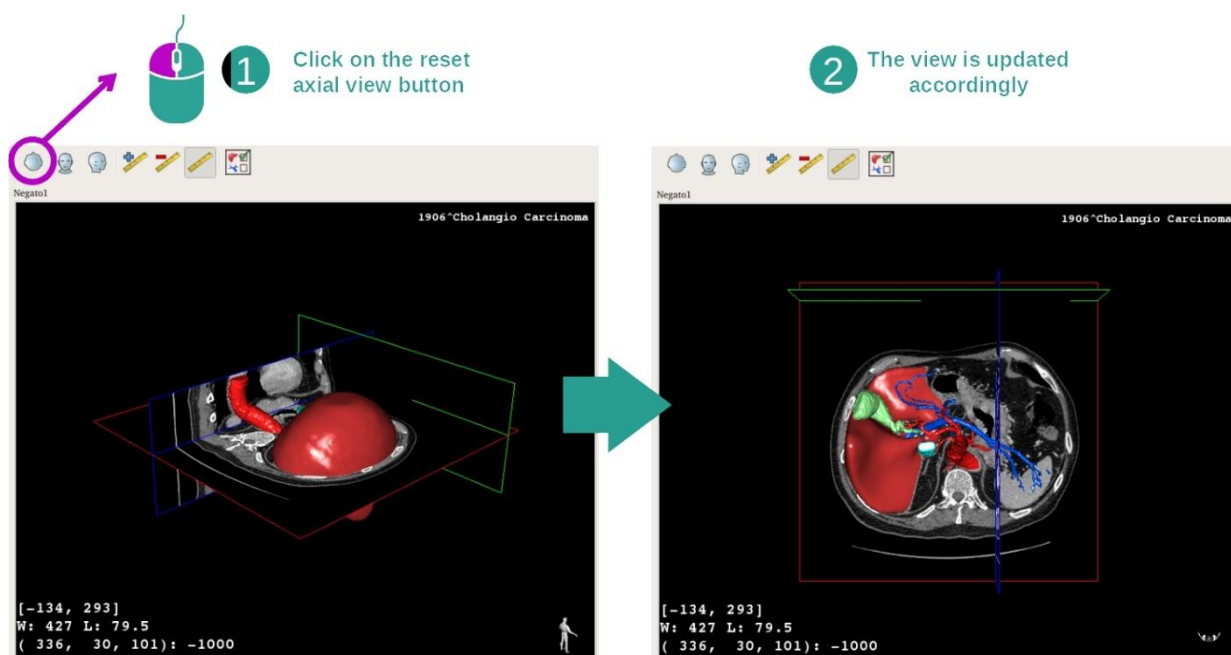 1
Click on the reset
axial view button
2
The view is updated
accordingly
Negato1
1906^Cholangio Carcinoma
[-134, 293]
W: 427 L: 79.5
( 336, 30, 101): -1000
Negato1
1906^Cholangio Carcinoma
[-134, 293]
W: 427 L: 79.5
( 336, 30, 101): -1000